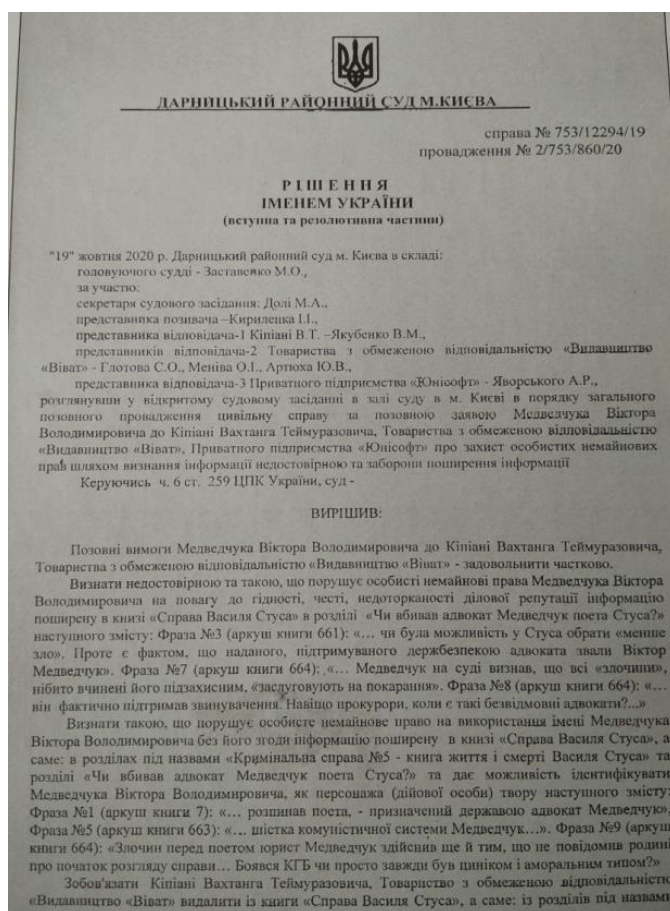 ДАРНИЦЬКИЙ РАЙОННИЙ СУД М.КИЄВА
справа № 753/12294/19
провадження № 2/753/860/20
Р І Ш Е Н Н Я
ІМЕНЕМ УКРАЇНИ
(вступна та резолютивна частини)
"19" жовтня 2020 р. Дарницький районний суд м. Києва в складі:
головуючого судді - Заставенко М.О.,
за участю:
секретаря судового засідання: Долі М.А.,
представника позивача –Кирилецка І.І.,
представника відповідача-1 Кіпіані В.Т. –Якубенко В.М.,
представників відповідача-2 Товариства з обмеженою відповідальністю «Видавництво
«Віват» - Глотова С.О., Меніва О.І., Артюха Ю.В.,
представника відповідача-3 Приватного підприємства «Юнісофт» - Яворського А.Р.,
розглянувши у відкритому судовому засіданні в залі суду в м. Києві в порядку загального
позовного провадження цивільну справу за позовною заявою Медведчука Віктора
Володимировича до Кіпіані Вахтанга Теймуразовича, Товариства з обмеженою відповідальністю
«Видавництво «Віват», Приватного підприємства «Юнісофт» про захист особистих немайнових
прав шляхом визнання інформації недостовірною та заборони поширення інформації
Керуючись ч. 6 ст. 259 ЦПК України, суд -
ВИРІШИВ:
Позовні вимоги Медведчука Віктора Володимировича до Кіпіані Вахтанга Теймуразовича,
Товариства з обмеженою відповідальністю «Видавництво «Віват» - задовольнити частково.
Визнати недостовірною та такою, що порушує особисті немайнові права Медведчука Віктора
Володимировича на повагу до гідності, честі, недоторканості ділової репутації інформацію
поширену в книзі «Справа Василя Стуса» в розділі «Чи вбивав адвокат Медведчук поета Стуса?»
наступного змісту: Фраза №3 (аркуш книги 661): «… чи була можливість у Стуса обрати «менше
зло». Проте є фактом, що наданого, підтримуваного держбезпекою адвоката звали Віктор
Медведчук». Фраза №7 (аркуш книги 664): «… Медведчук на суді визнав, що всі «злочини»,
нібито вчинені його підзахисним, «заслуговують на покарання». Фраза №8 (аркуш книги 664): «…
він фактично підтримав звинувачення. Навіщо прокурори, коли є такі безвідмовні адвокати?...»
Визнати такою, що порушує особисте немайнове право на використання імені Медведчука
Віктора Володимировича без його згоди інформацію поширену в книзі «Справа Василя Стуса», а
саме: в розділах під назвами «Кримінальна справа №5 - книга життя і смерті Василя Стуса» та
розділі «Чи вбивав адвокат Медведчук поета Стуса?» та дає можливість ідентифікувати
Медведчука Віктора Володимировича, як персонажа (дійової особи) твору наступного змісту:
Фраза №1 (аркуш книги 7): «… розпинав поета, - призначений державою адвокат Медведчук»,
Фраза №5 (аркуш книги 663): «… шістка комуністичної системи Медведчук…». Фраза №9 (аркуш
книги 664): «Злочин перед поетом юрист Медведчук здійснив ще й тим, що не повідомив родині
про початок розгляду справи… Боявся КГБ чи просто завжди був циніком і аморальним типом?»
Зобов'язати Кіпіані Вахтанга Теймуразовича, Товариство з обмеженою відповідальністю
«Видавництво «Віват» видалити із книги «Справа Василя Стуса», а саме: із розділів під назвами